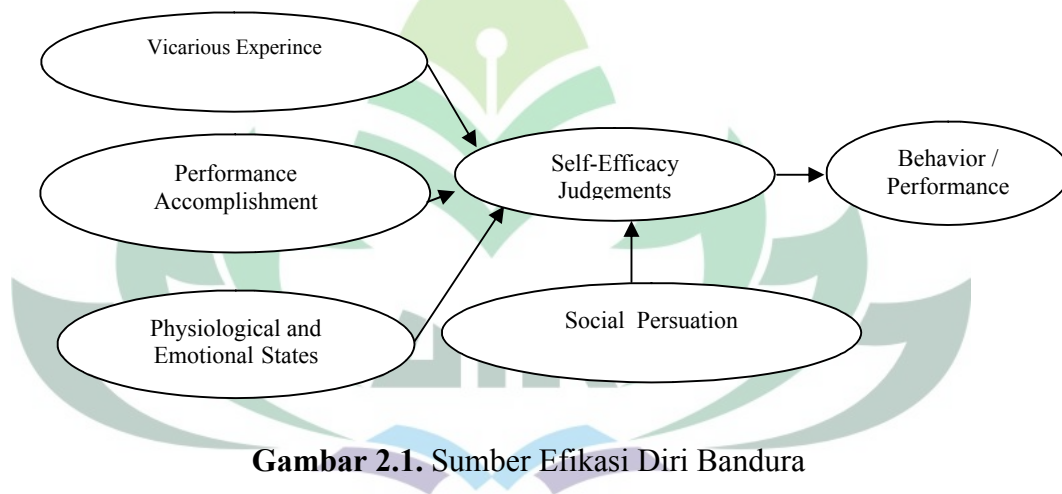 Vicarious Experince
Performance
Accomplishment
Physiological and
Emotional States
Self-Efficacy
Judgements
Social Persuation
Behavior /
Performance
Gambar 2.1. Sumber Efikasi Diri Bandura